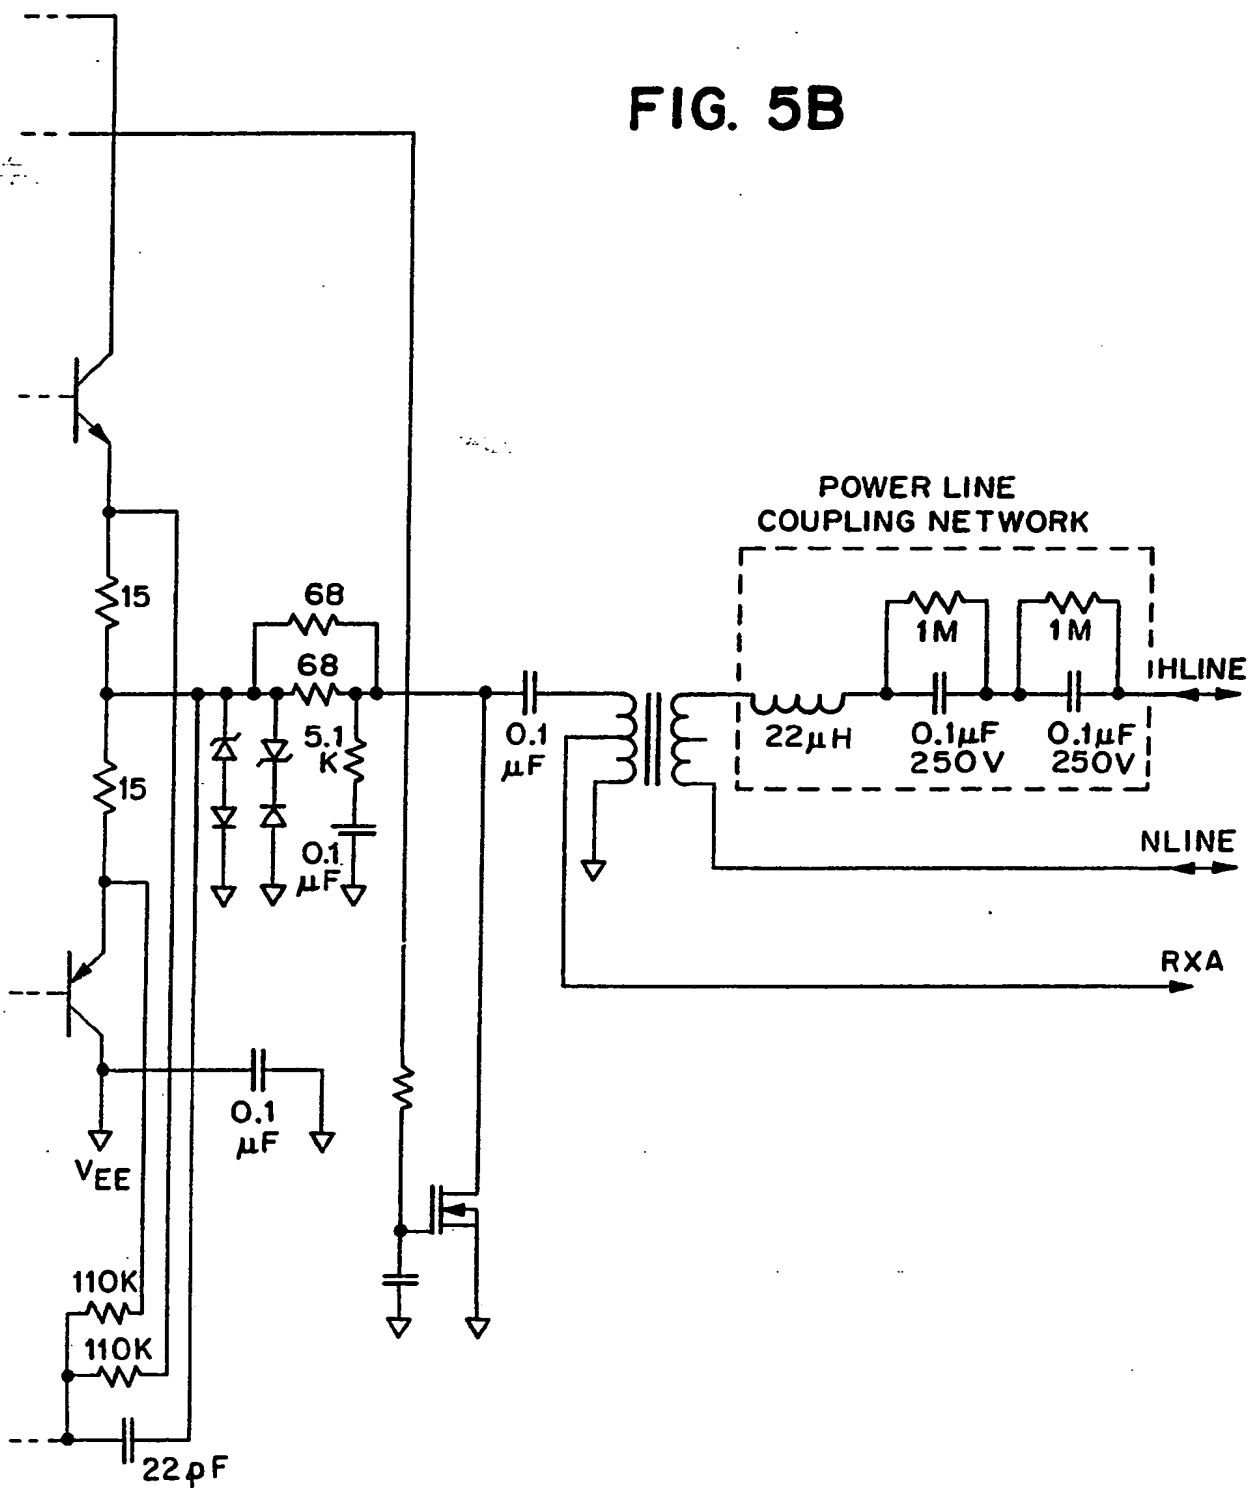 FIG. 5B
POWER LINE
COUPLING NETWORK
15
68
68
1M
1M
HLINE
5.1
K
0.1
μF
22μH
0.1μF
250V
0.1μF
250V
15
0.1
μF
NLINE
RXA
0.1
μF
VEE
110K
110K
22pF